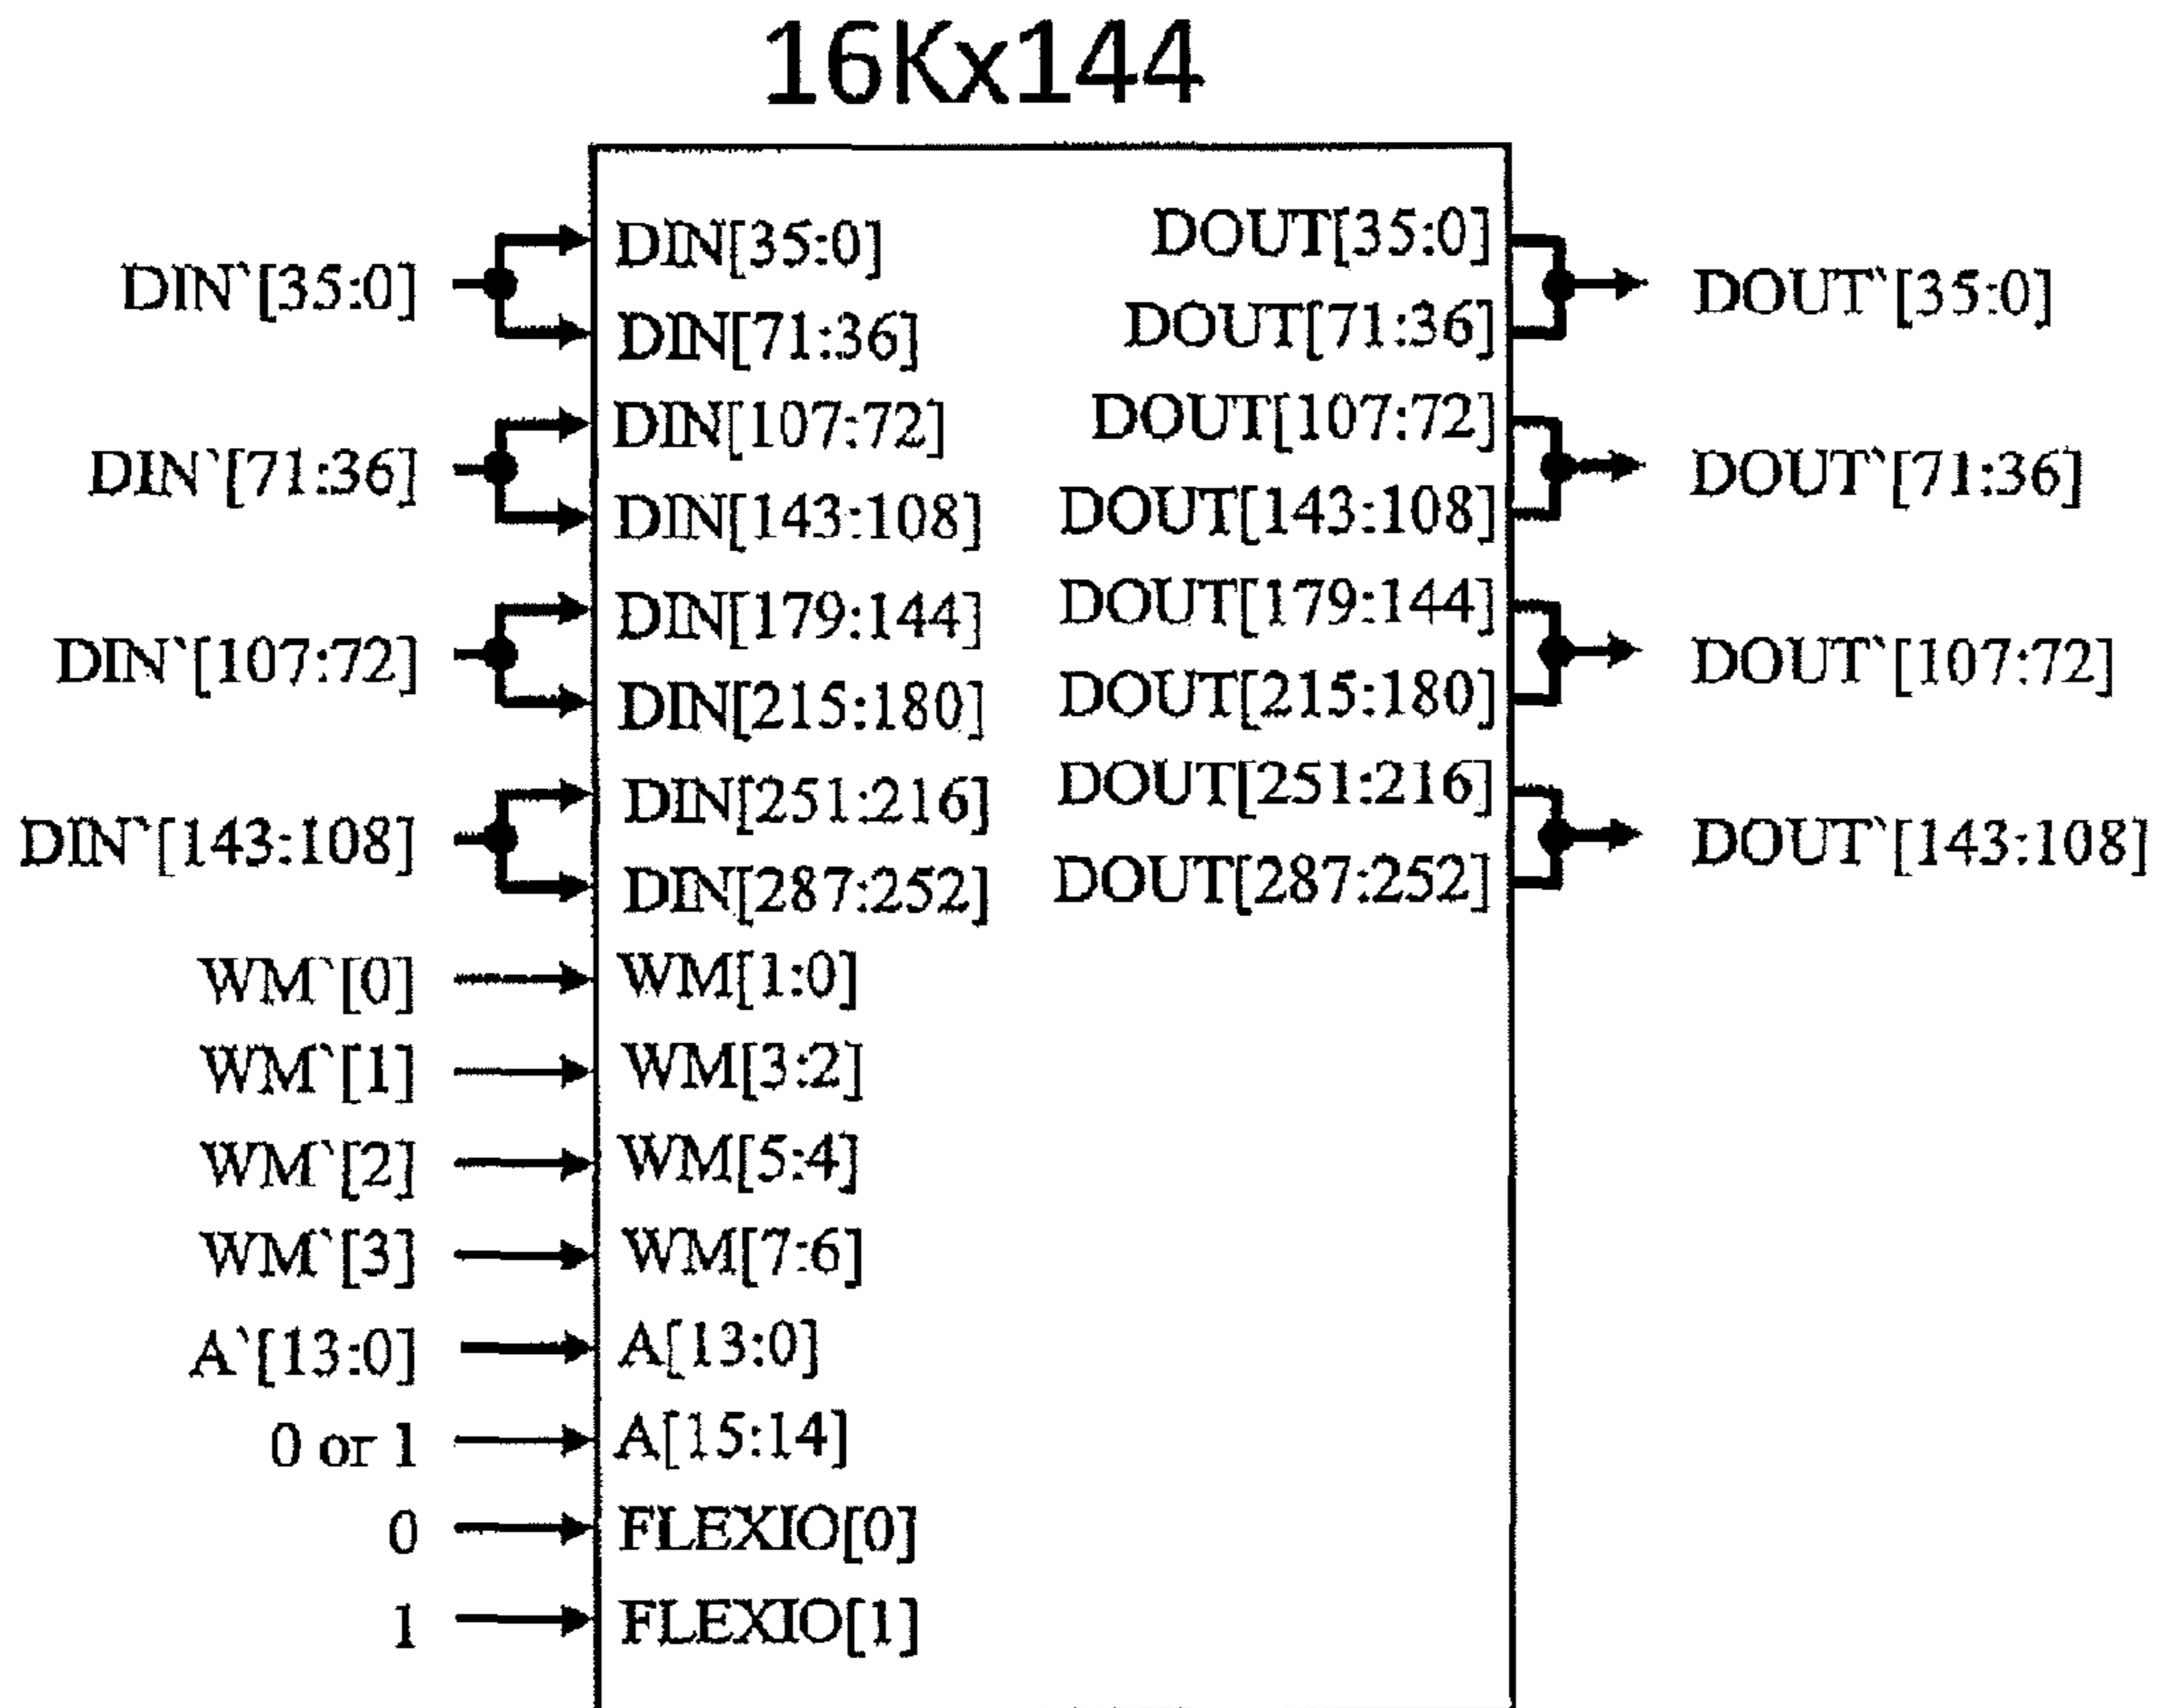 16Kx144
DIN`[35:0]
DIN[35:0]
DIN[71:36]
DOUT[35:0]
DOUT[71:36]
DOUT`[35:0]
DIN`[71:36]
DIN[107:72]
DIN[143:108]
DOUT[107:72]
DOUT[143:108]
DOUT`[71:36]
DIN`[107:72]
DIN[179:144]
DIN[215:180]
DOUT[179:144]
DOUT[215:180]
DOUT`[107:72]
DIN`[143:108]
DIN[251:216]
DIN[287:252]
DOUT[251:216]
DOUT[287:252]
DOUT`[143:108]
WM`[0] WM[1:0]
WM`[1] WM[3:2]
WM`[2] WM[5:4]
WM`[3] WM[7:6]
A`[13:0] A[13:0]
0 or 1 A[15:14]
0 FLEXIO[0]
1 FLEXIO[1]